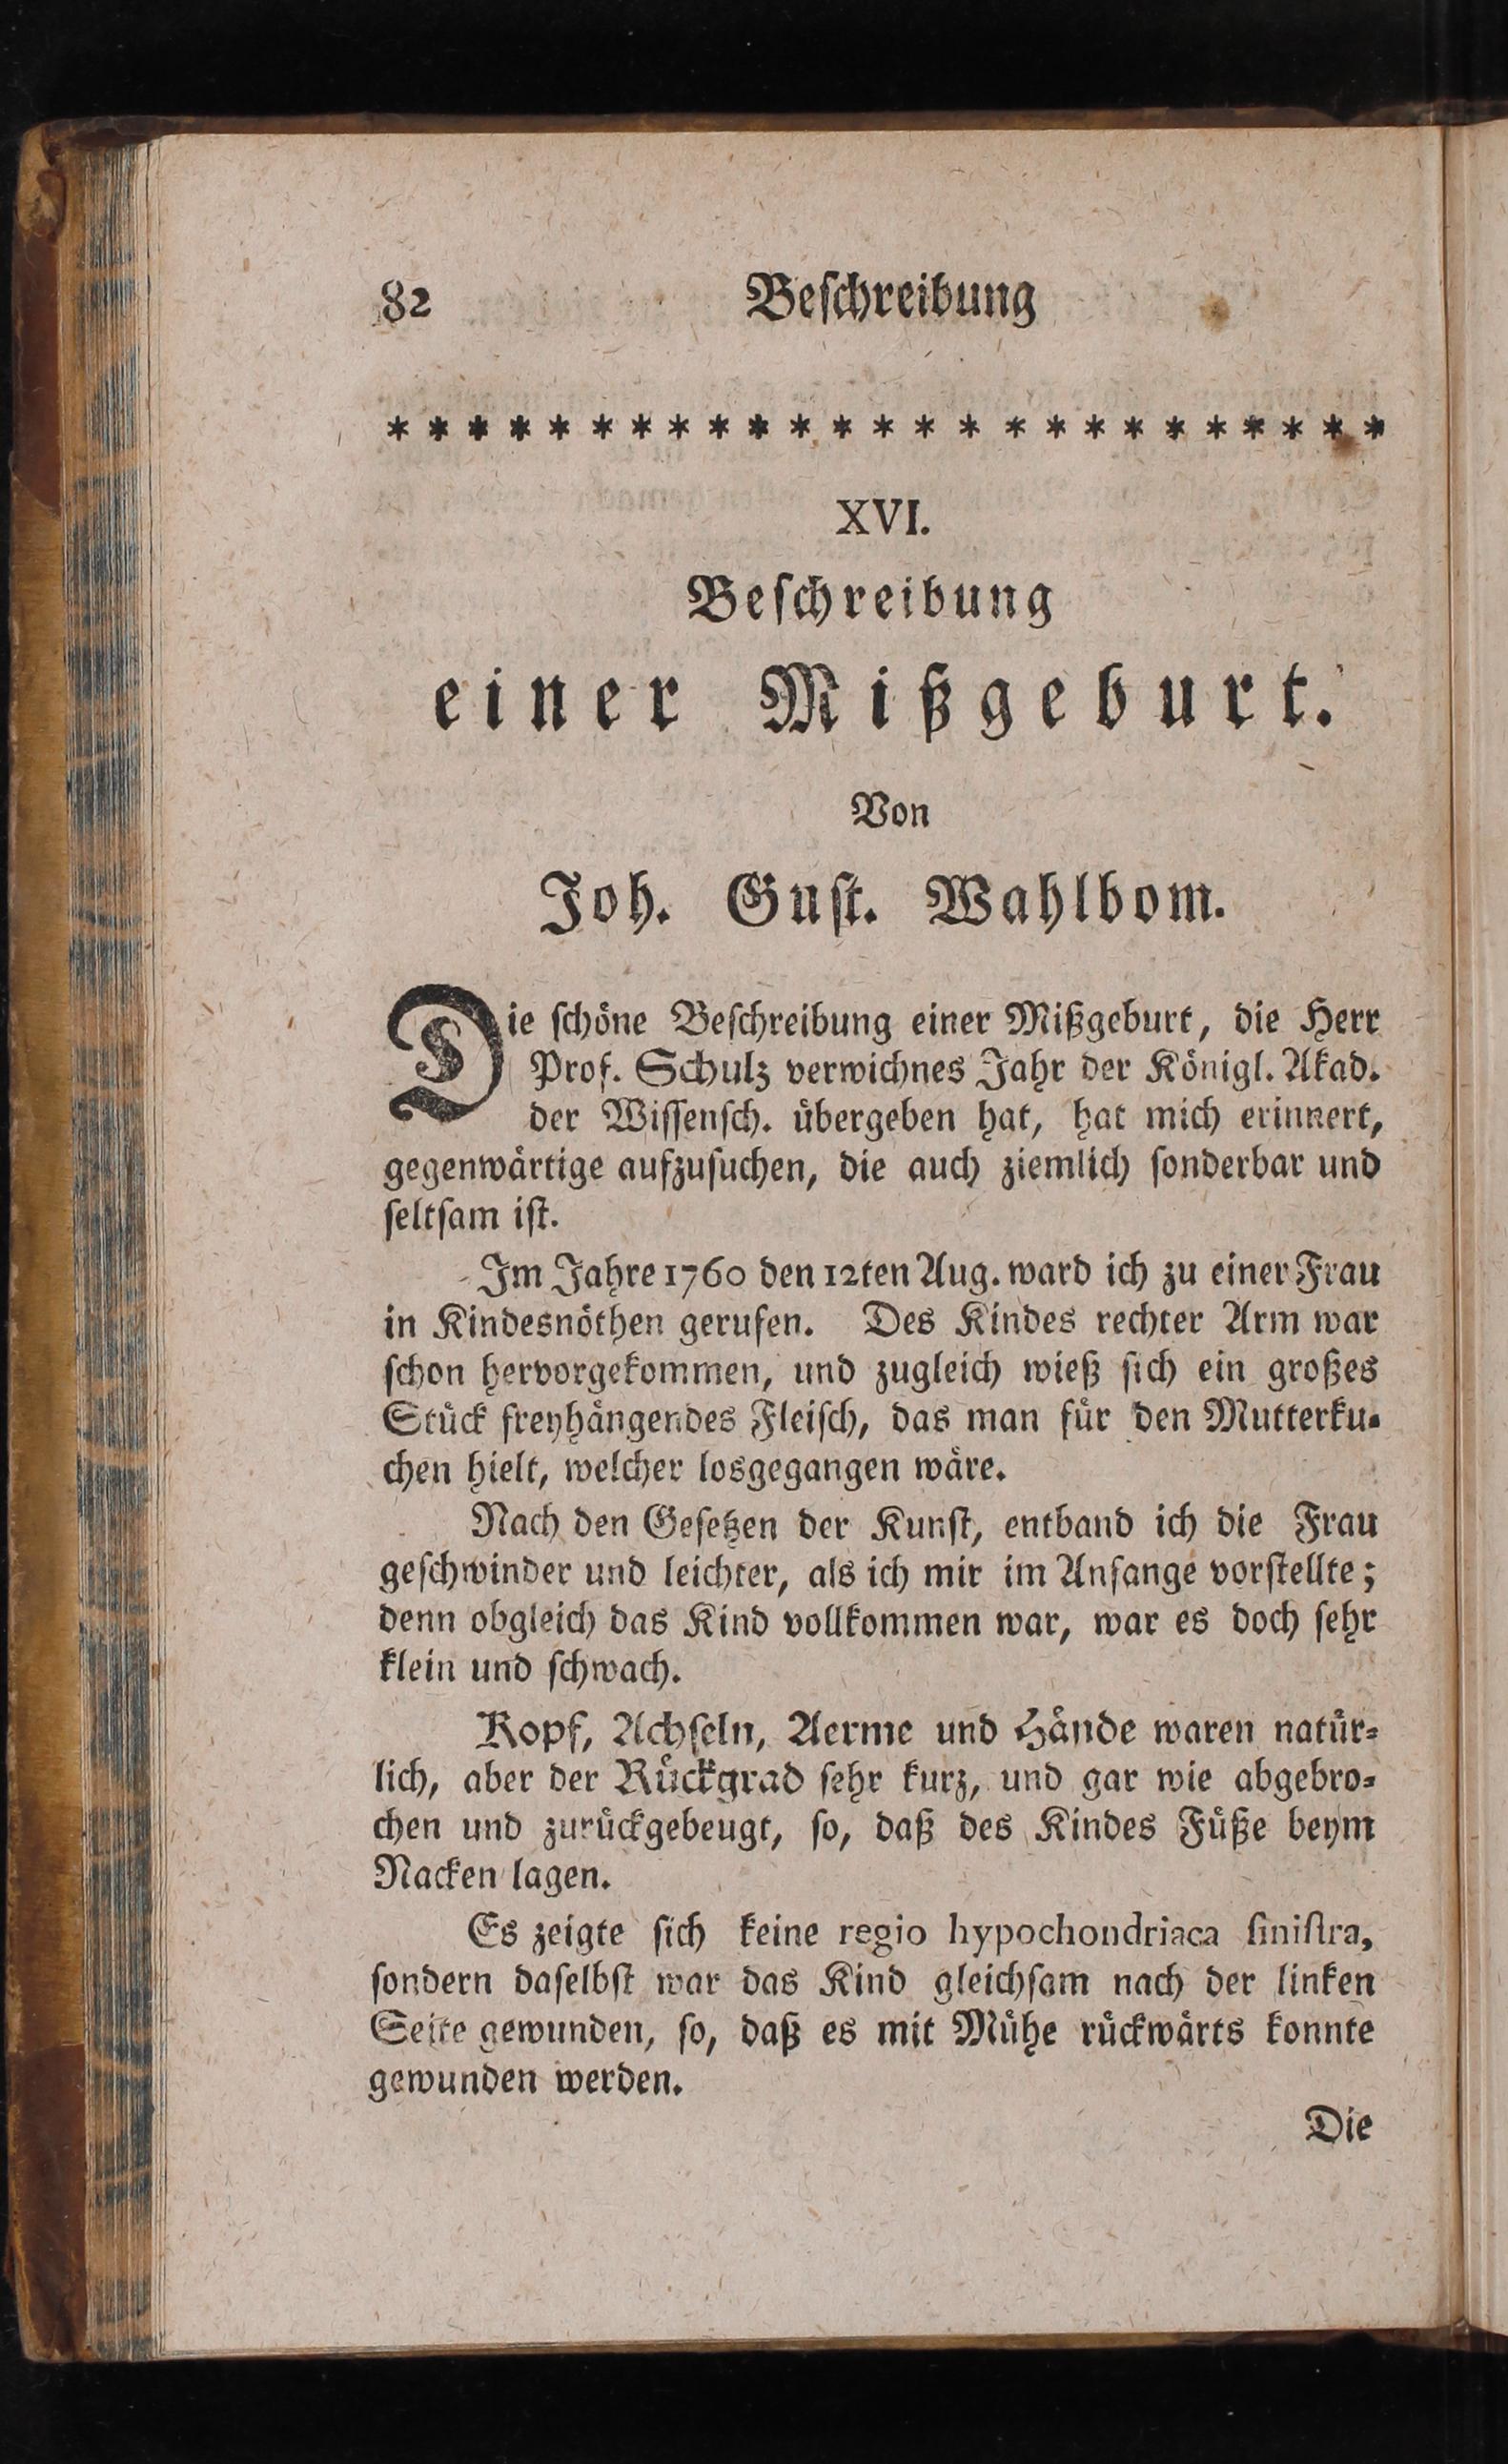 82 Beſchreibung
* * * * * * * * * * * * * * * * * * * * * * * * *
XVI.
Beſchreibung
einer Mißgeburt.
Von
Joh. Guſt. Wahlbom.
Die ſchöne Beſchreibung einer Mißgeburt, die Herr
Prof. Schulz verwichnes Jahr der Königl. Akad.
der Wiſſenſch. übergeben hat, hat mich erinnert,
gegenwärtige aufzuſuchen, die auch ziemlich ſonderbar und
ſeltſam iſt.
Im Jahre 1760 den 12ten Aug. ward ich zu einer Frau
in Kindesnöthen gerufen. Des Kindes rechter Arm war
ſchon hervorgekommen, und zugleich wieß ſich ein großes
Stück freyhängendes Fleiſch, das man für den Mutterku-
chen hielt, welcher losgegangen wäre.
Nach den Geſetzen der Kunſt, entband ich die Frau
geſchwinder und leichter, als ich mir im Anfange vorſtellte;
denn obgleich das Kind vollkommen war, war es doch ſehr
klein und ſchwach.
Kopf, Achſeln, Aerme und Hände waren natür-
lich, aber der Rückgrad ſehr kurz, und gar wie abgebro-
chen und zurückgebeugt, ſo, daß des Kindes Füße beym
Nacken lagen.
Es zeigte ſich keine regio hypochondriaca ſiniſtra,
ſondern daſelbſt war das Kind gleichſam nach der linken
Seite gewunden, ſo, daß es mit Mühe rückwärts konnte
gewunden werden.
Die